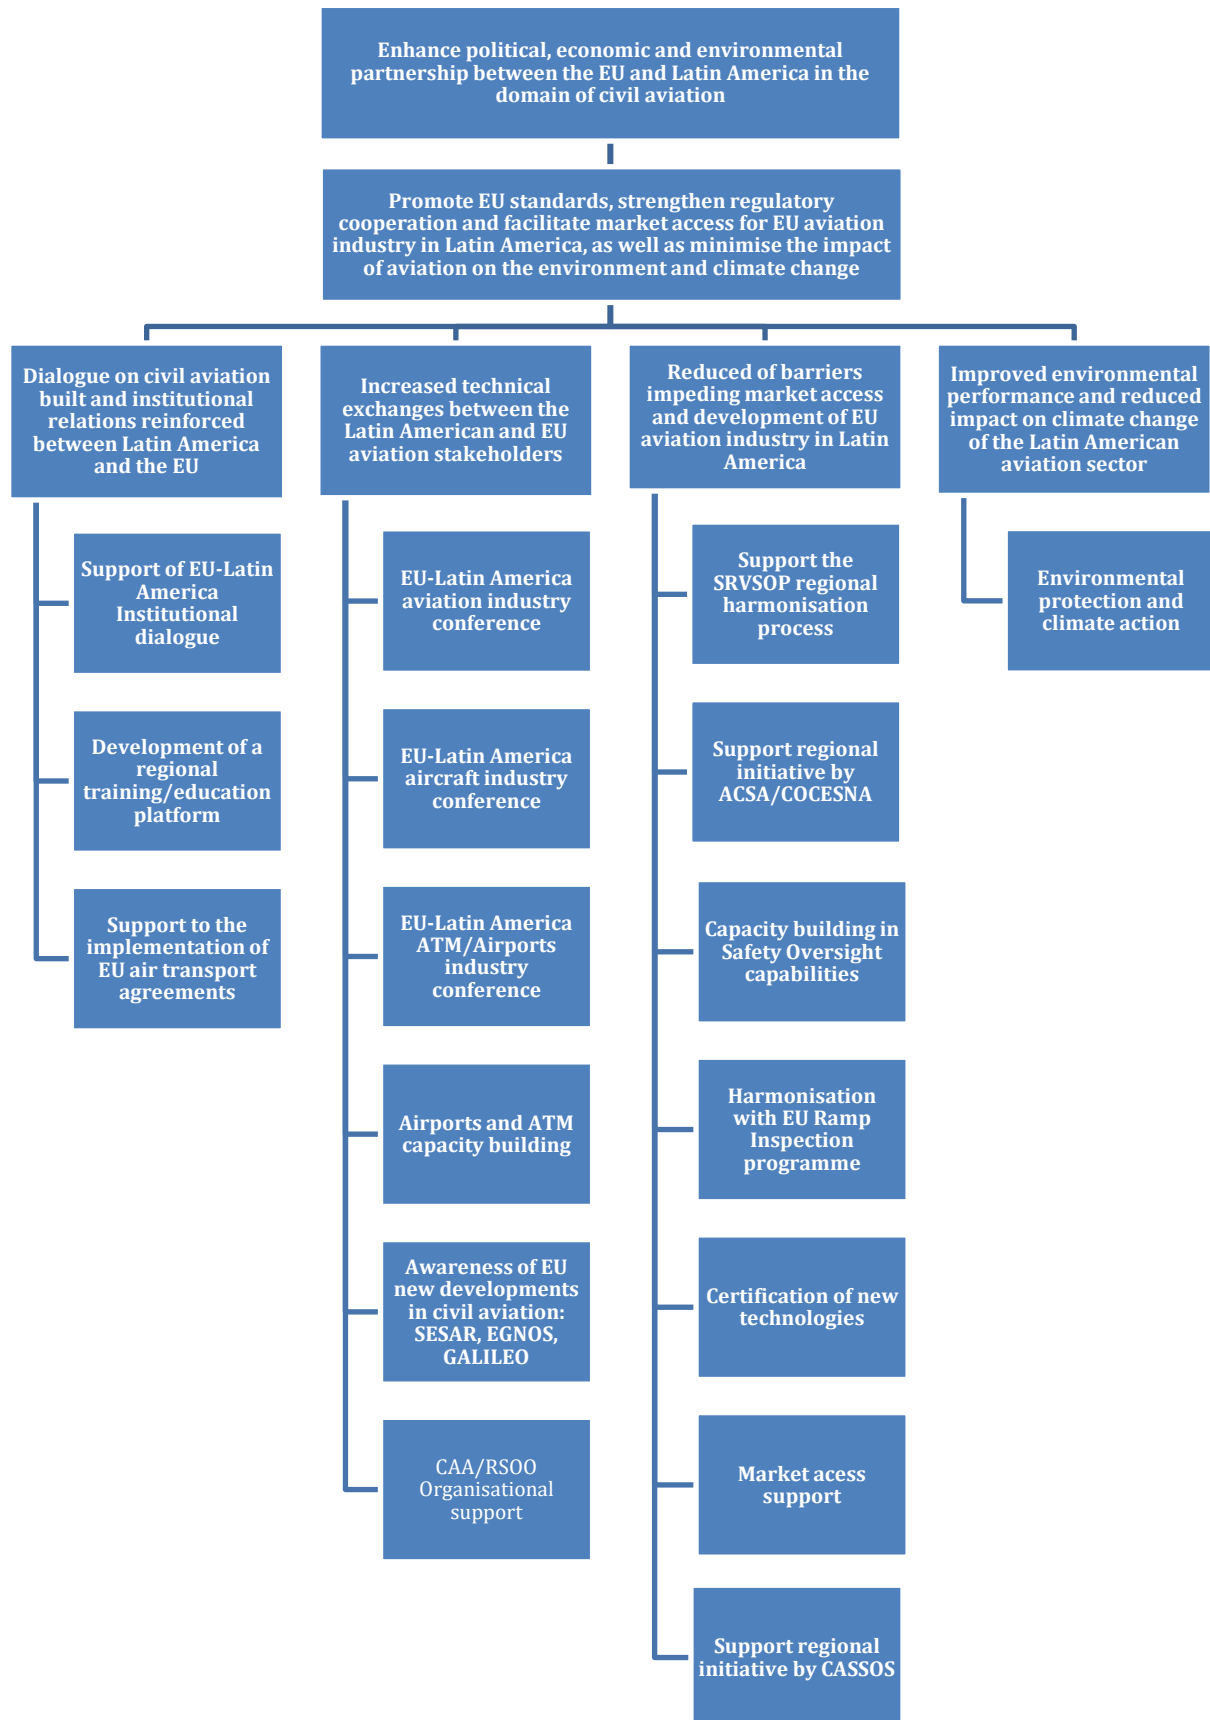 Enhance political, economic and environmental
partnership between the EU and Latin America in the
domain of civil aviation
Promote EU standards, strengthen regulatory
cooperation and facilitate market access for EU aviation
industry in Latin America, as well as minimise the impact
of aviation on the environment and climate change
Dialogue on civil aviation
built and institutional
relations reinforced
between Latin America
and the EU
Support of EU-Latin
America
Institutional
dialogue
Development of a
regional
training/education
platform
Support to the
implementation of
EU air transport
agreements
Increased technical
exchanges between the
Latin American and EU
aviation stakeholders
EU-Latin America
aviation industry
conference
EU-Latin America
aircraft industry
conference
EU-Latin America
ATM/Airports
industry
conference
Airports and ATM
capacity building
Awareness of EU
new developments
in civil aviation:
SESAR, EGNOS,
GALILEO
CAA/RSOO
Organisational
support
Reduced of barriers
impeding market access
and development of EU
aviation industry in Latin
America
Support the
SRVSOP regional
harmonisation
process
Support regional
initiative by
ACSA/COCESNA
Capacity building in
Safety Oversight
capabilities
Harmonisation
with EU Ramp
Inspection
programme
Certification of new
technologies
Market acess
support
Support regional
initiative by CASSOS
Improved environmental
performance and reduced
impact on climate change
of the Latin American
aviation sector
Environmental
protection and
climate action